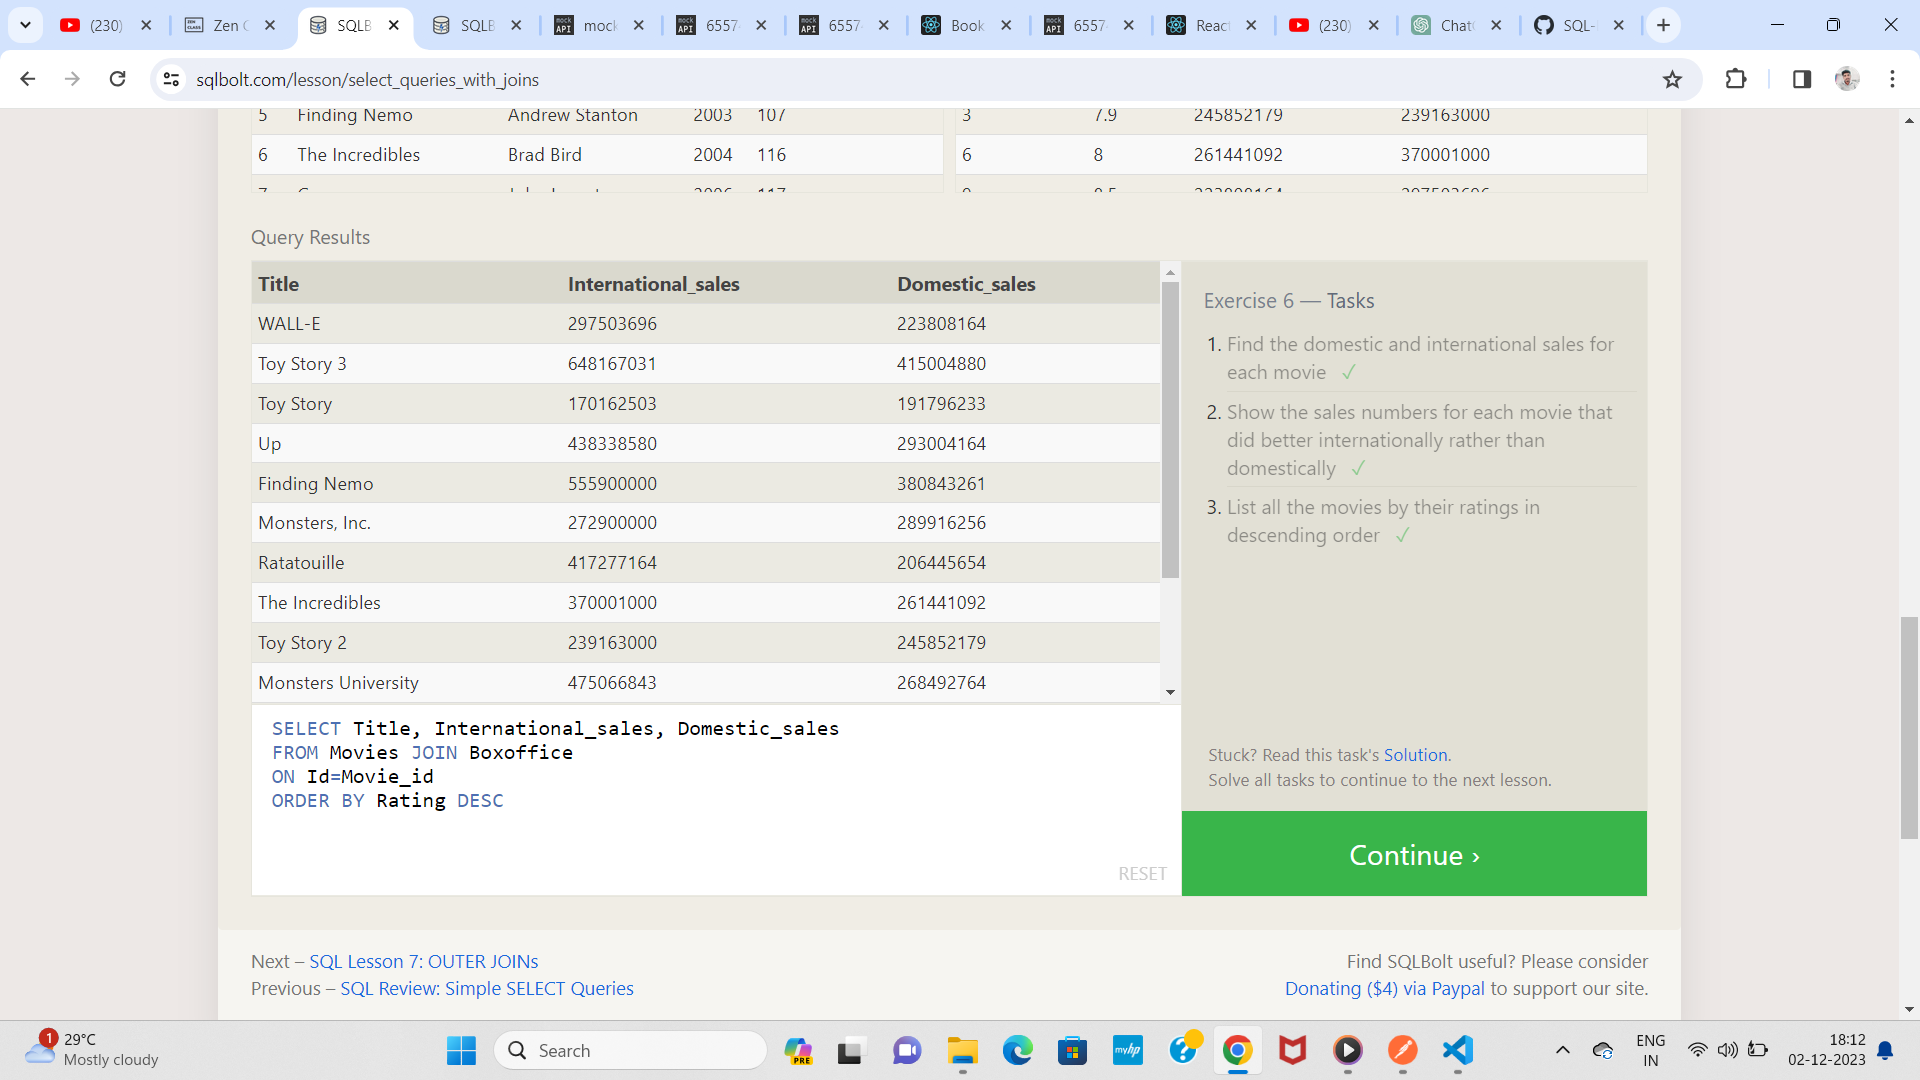 (230)
Zen C
SQLB
SQLB
mock
6557
6557
Book
6557
React
(230)
Chat
SQL-
sqlbolt.com/lesson/select_queries_with_joins
5 Finding Nemo Andrew Stanton 2003 107
3 7.9 245852179 239163000
6 The Incredibles Brad Bird 2004 116
6 8 261441092 370001000
Query Results
Title International_sales Domestic_sales
WALL-E 297503696 223808164
Toy Story 3 648167031 415004880
Toy Story 170162503 191796233
Up 438338580 293004164
Finding Nemo 555900000 380843261
Monsters, Inc. 272900000 289916256
Ratatouille 417277164 206445654
The Incredibles 370001000 261441092
Toy Story 2 239163000 245852179
Monsters University 475066843 268492764
Exercise 6 — Tasks
1. Find the domestic and international sales for
each movie ✓
2. Show the sales numbers for each movie that
did better internationally rather than
domestically ✓
3. List all the movies by their ratings in
descending order ✓
SELECT Title, International_sales, Domestic_sales
FROM Movies JOIN Boxoffice
ON Id=Movie_id
ORDER BY Rating DESC
RESET
Stuck? Read this task's Solution.
Solve all tasks to continue to the next lesson.
Continue ›
Next – SQL Lesson 7: OUTER JOINs
Previous – SQL Review: Simple SELECT Queries
Find SQLBolt useful? Please consider
Donating ($4) via Paypal to support our site.
1
29°C
Mostly cloudy
Search
PRE
myhp
ENG
IN
18:12
02-12-2023